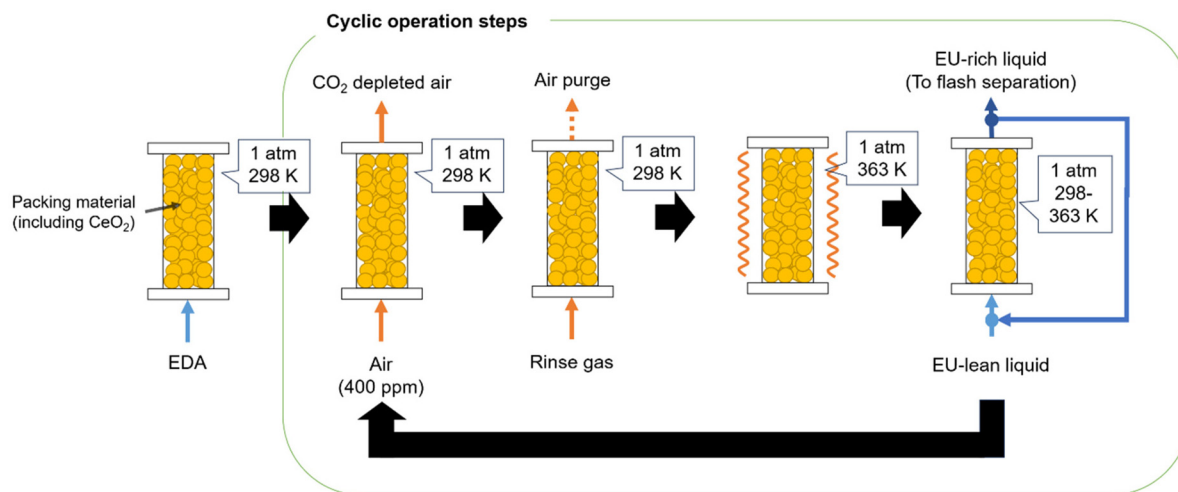 Cyclic operation steps
CO₂ depleted air
Air purge
EU-rich liquid
(To flash separation)
1 atm
298 K
1 atm
298 K
1 atm
298 K
1 atm
363 K
1 atm
298-
363 K
Packing material
(including CeO₂)
EDA
Air
(400 ppm)
Rinse gas
EU-lean liquid